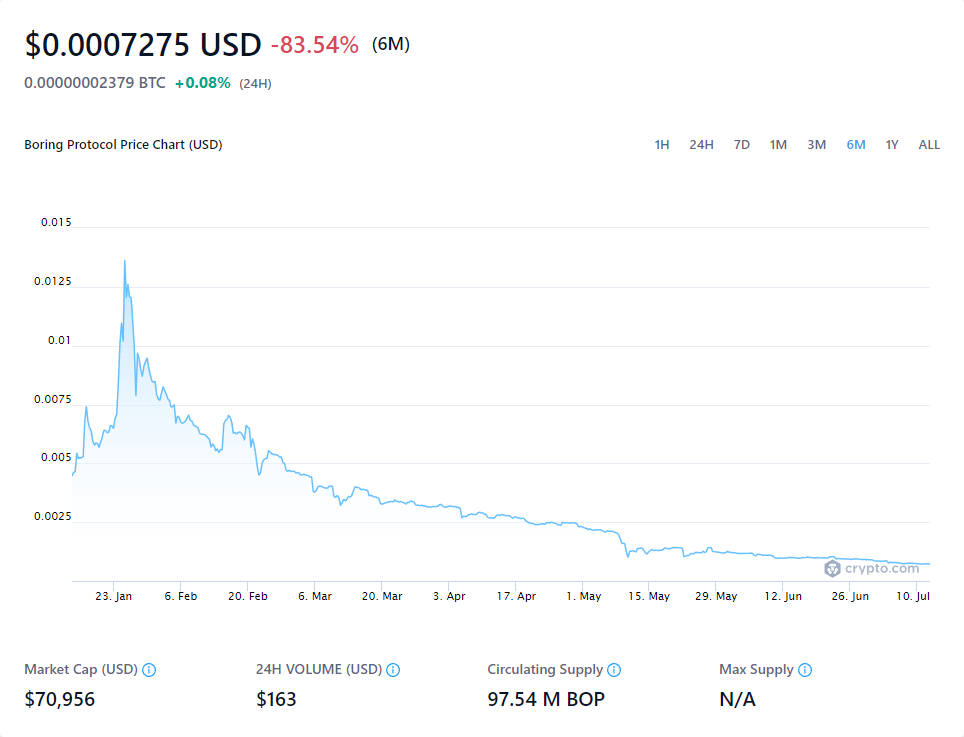 $0.0007275 USD -83.54% (6M)
0.00000002379 BTC +0.08% (24H)
Boring Protocol Price Chart (USD) 1H 24H 7D 1M 3M 6M 1Y ALL
0.015
0.0125
0.01
0.0075
0.005
0.0025
crypto.com
23. Jan 6. Feb 20. Feb 6. Mar 20. Mar 3. Apr 17. Apr 1. May 15. May 29. May 12. Jun 26. Jun 10. Jul
Market Cap (USD) 24H VOLUME (USD) Circulating Supply Max Supply
$70,956 $163 97.54 M BOP N/A